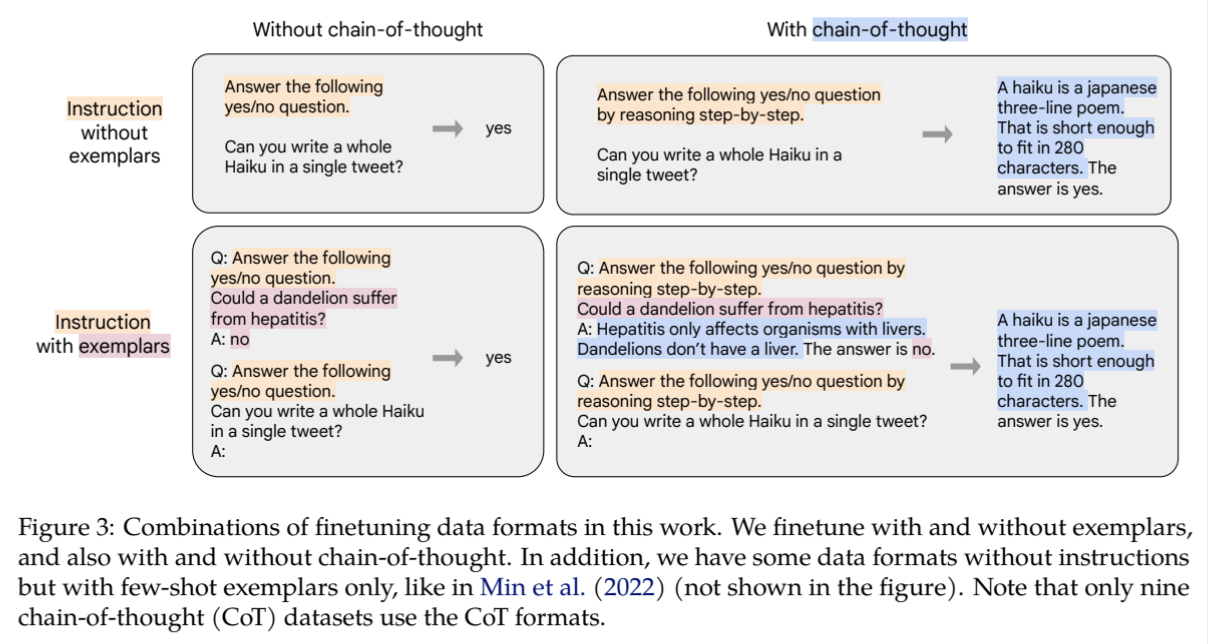 Without chain-of-thought
With chain-of-thought
Instruction
without
exemplars
Answer the following
yes/no question.
Can you write a whole
Haiku in a single tweet?
yes
Answer the following yes/no question
by reasoning step-by-step.
Can you write a whole Haiku in a
single tweet?
A haiku is a japanese
three-line poem.
That is short enough
to fit in 280
characters. The
answer is yes.
Instruction
with exemplars
Q: Answer the following
yes/no question.
Could a dandelion suffer
from hepatitis?
A: no
Q: Answer the following
yes/no question.
Can you write a whole Haiku
in a single tweet?
A:
yes
Q: Answer the following yes/no question by
reasoning step-by-step.
Could a dandelion suffer from hepatitis?
A: Hepatitis only affects organisms with livers.
Dandelions don't have a liver. The answer is no.
Q: Answer the following yes/no question by
reasoning step-by-step.
Can you write a whole Haiku in a single tweet?
A:
A haiku is a japanese
three-line poem.
That is short enough
to fit in 280
characters. The
answer is yes.
Figure 3: Combinations of finetuning data formats in this work. We finetune with and without exemplars,
and also with and without chain-of-thought. In addition, we have some data formats without instructions
but with few-shot exemplars only, like in Min et al. (2022) (not shown in the figure). Note that only nine
chain-of-thought (CoT) datasets use the CoT formats.